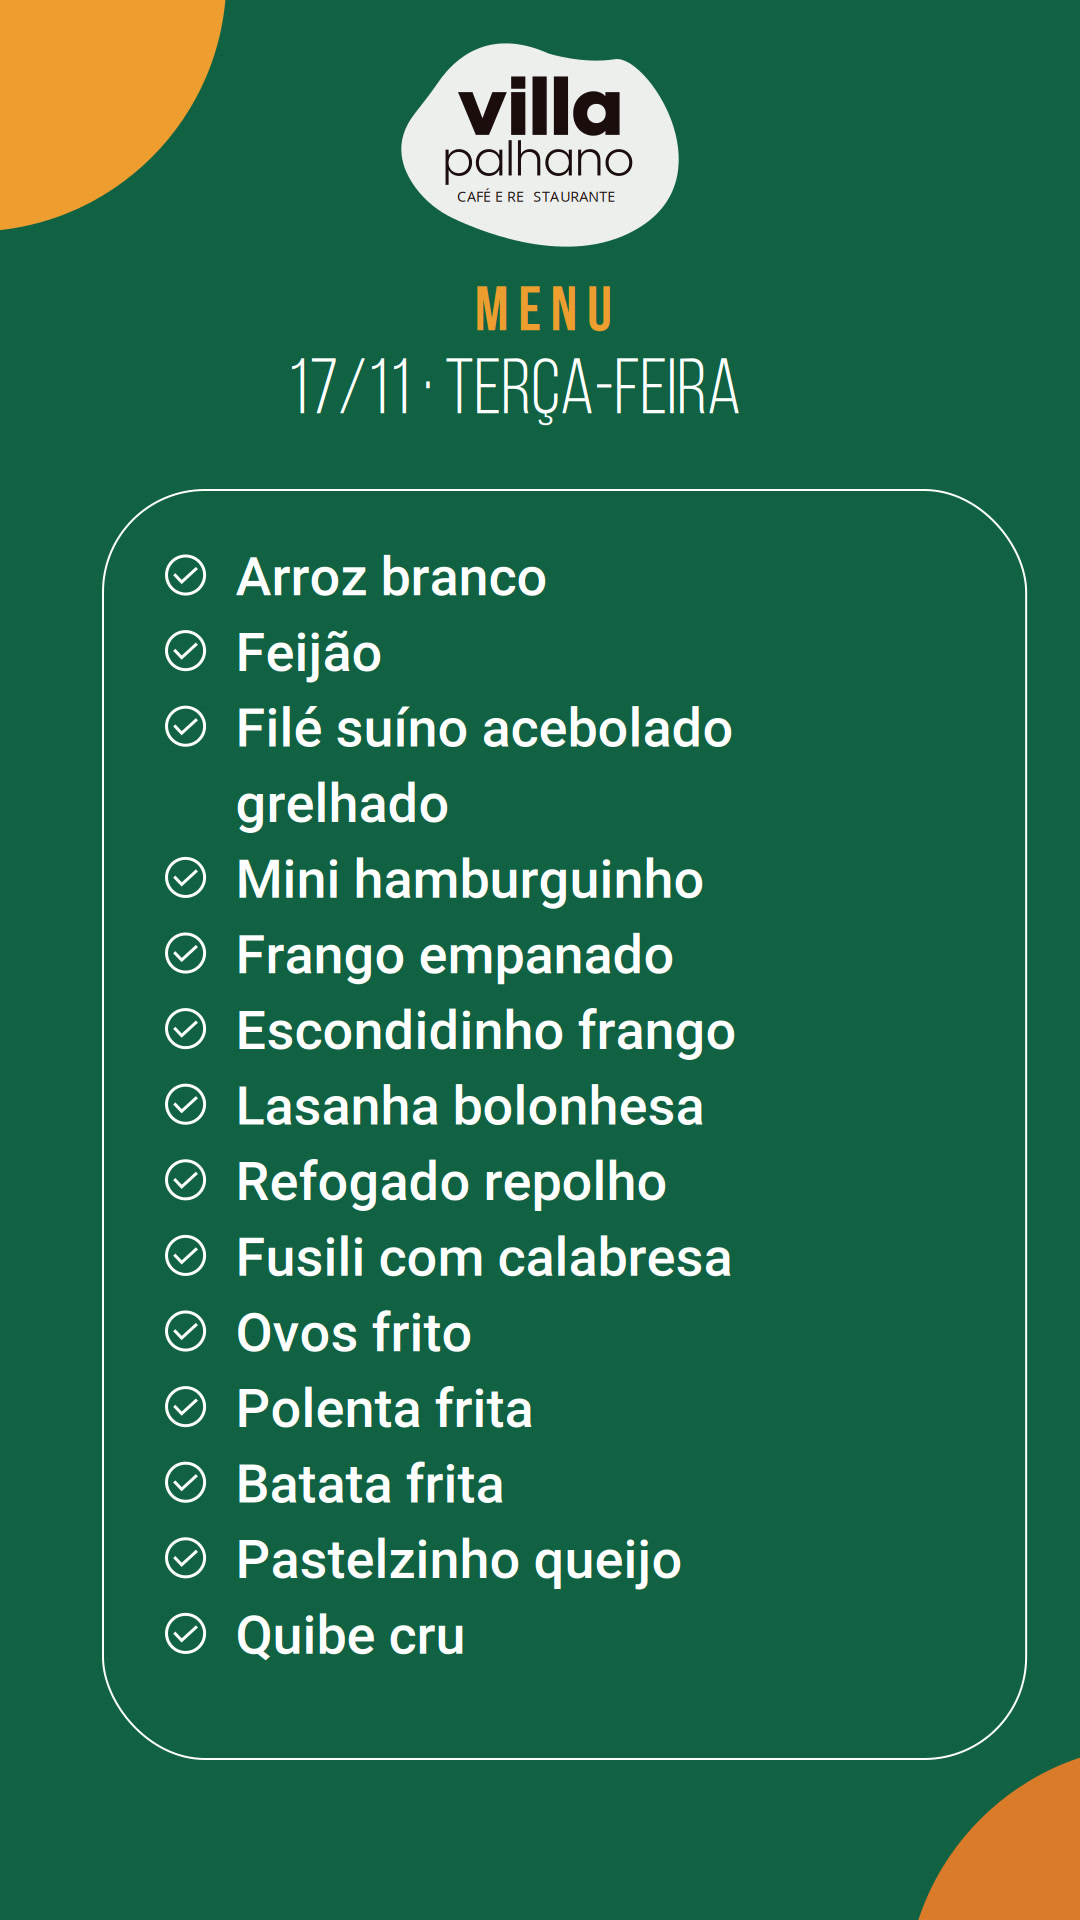 villa
palhano
CAFÉ E RE STAURANTE
MENU
17/11 · TERÇA-FEIRA
Arroz branco
Feijão
Filé suíno acebolado
grelhado
Mini hamburguinho
Frango empanado
Escondidinho frango
Lasanha bolonhesa
Refogado repolho
Fusili com calabresa
Ovos frito
Polenta frita
Batata frita
Pastelzinho queijo
Quibe cru